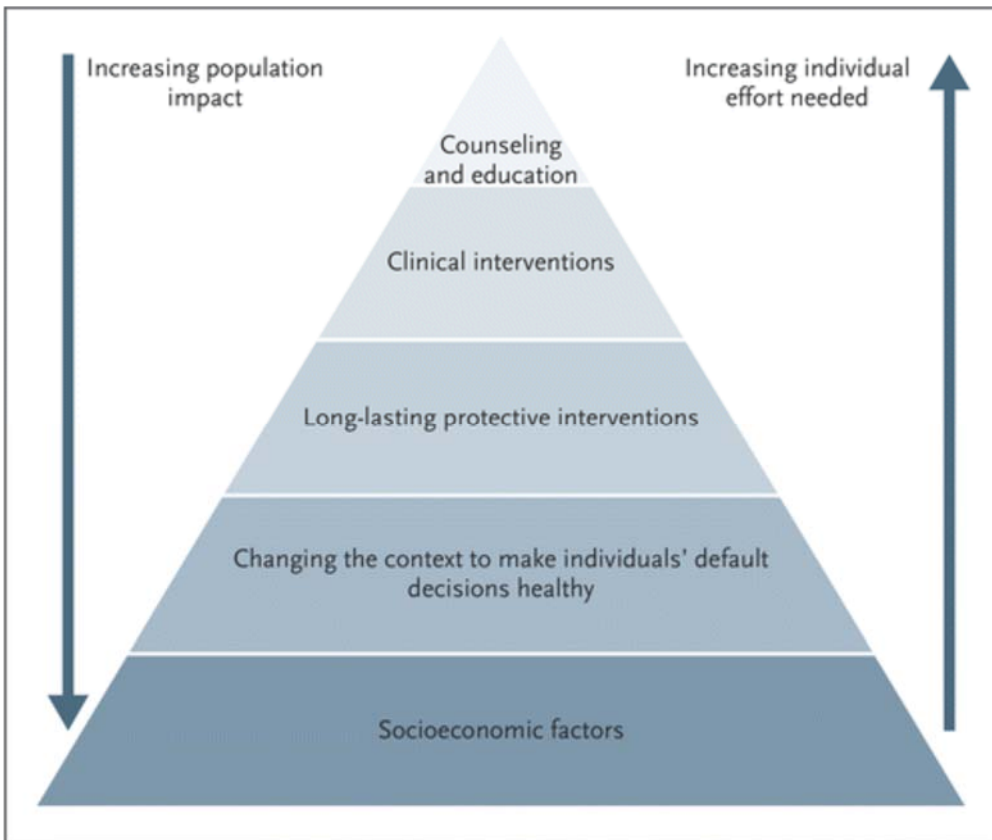 Increasing population
impact
Increasing individual
effort needed
Counseling
and education
Clinical interventions
Long-lasting protective interventions
Changing the context to make individuals' default
decisions healthy
Socioeconomic factors